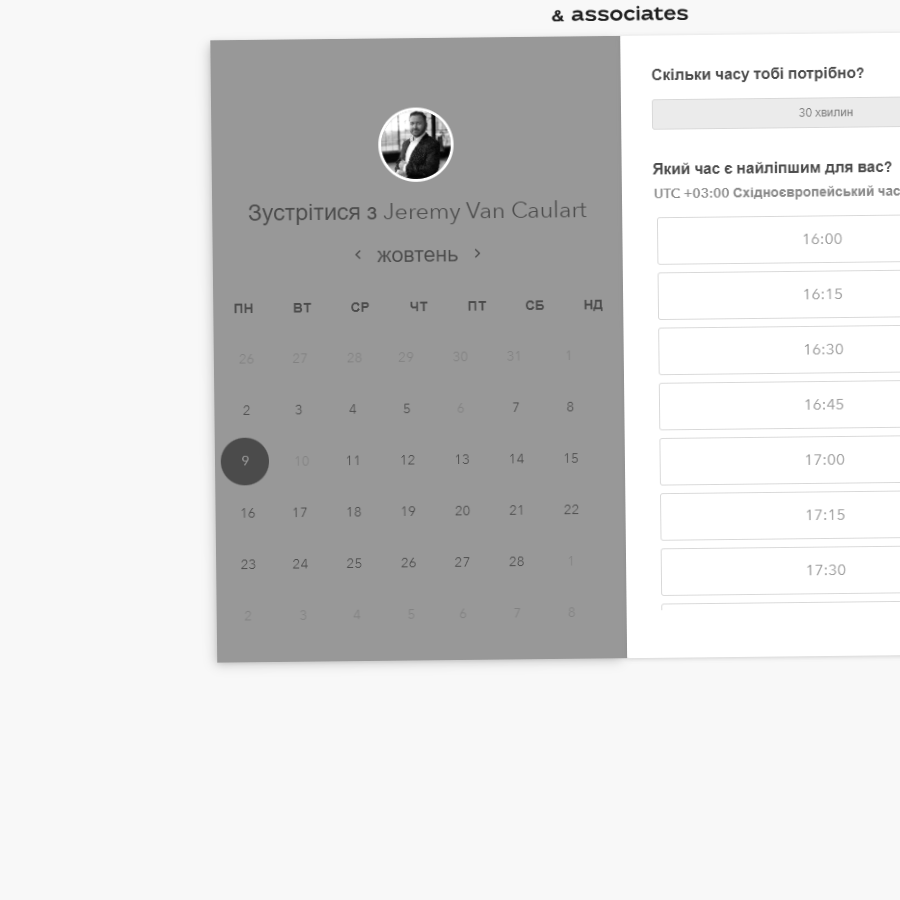 & associates
Зустрітися з Jeremy Van Caulart
жовтень
ПН ВТ СР ЧТ ПТ СБ НД
26 27 28 29 30 31 1
2 3 4 5 6 7 8
9 10 11 12 13 14 15
16 17 18 19 20 21 22
23 24 25 26 27 28 1
2 3 4 5 6 7 8
Скільки часу тобі потрібно?
30 хвилин
Який час є найліпшим для вас?
UTC +03:00 Східноєвропейський час
16:00
16:15
16:30
16:45
17:00
17:15
17:30